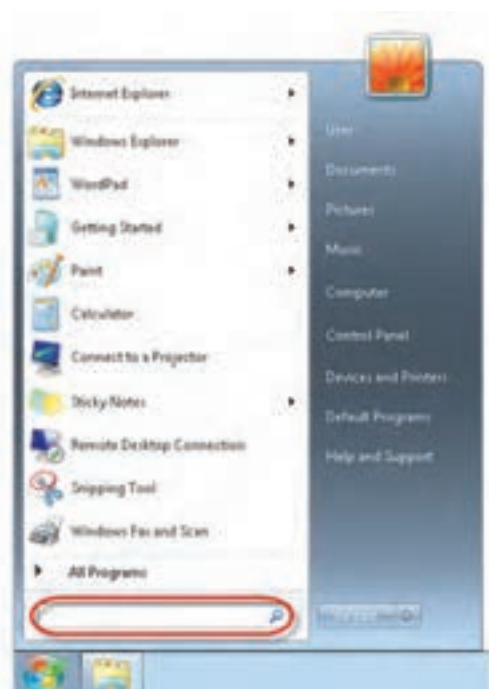 Internet Explorer
Windows Explorer
WordPad
Getting Started
Paint
Calculator
Connect to a Projector
Sticky Notes
Remote Desktop Connection
Snipping Tool
Windows Fax and Scan
All Programs
User
Documents
Pictures
Music
Computer
Control Panel
Devices and Printers
Default Programs
Help and Support